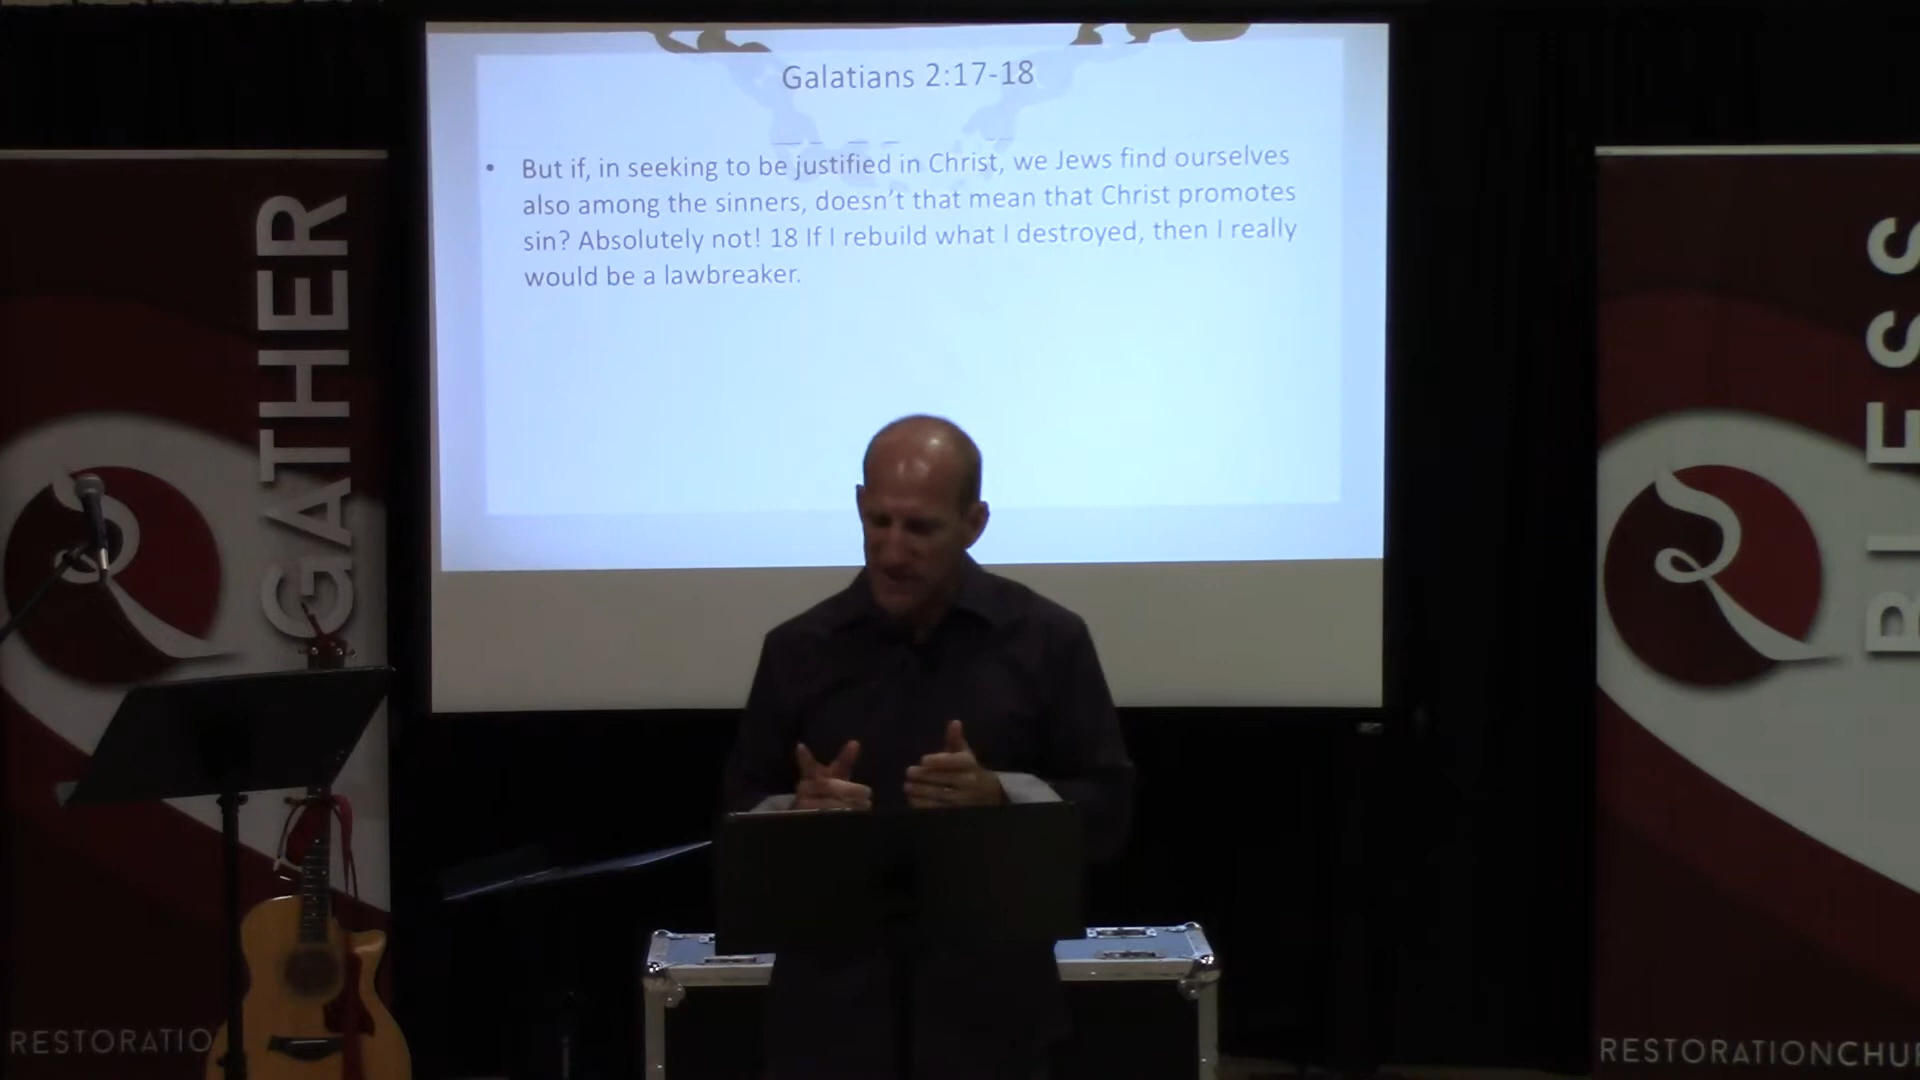 Galatians 2:17-18
• But if, in seeking to be justified in Christ, we Jews find ourselves
also among the sinners, doesn't that mean that Christ promotes
sin? Absolutely not! 18 If I rebuild what I destroyed, then I really
would be a lawbreaker.
GATHER
BLESS
RESTORATIO
RESTORATIONCHU